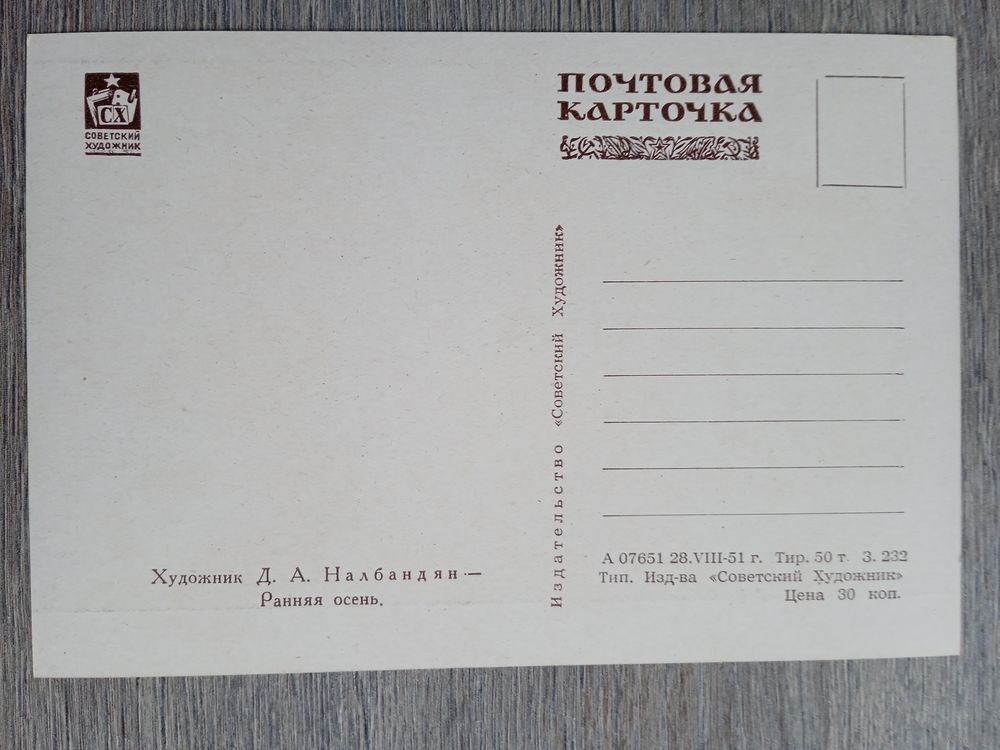 СХ
СОВЕТСКИЙ
ХУДОЖНИК
ПОЧТОВАЯ
КАРТОЧКА
Издательство «Советский Художник»
Художник Д. А. Налбандян —
Ранняя осень.
А 07651 28.VIII-51 г. Тир. 50 т. З. 232
Тип. Изд-ва «Советский Художник»
Цена 30 коп.